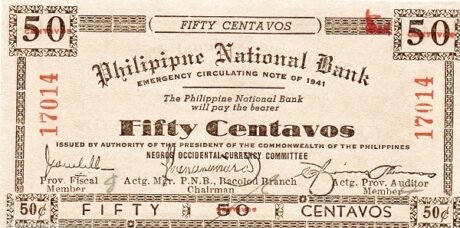 50 FIFTY CENTAVOS 50
Philipipne National Bank
EMERGENCY CIRCULATING NOTE OF 1941
17014 17014
The Philippine National Bank
will pay the bearer
Fifty Centavos
ISSUED BY AUTHORITY OF THE PRESIDENT OF THE COMMONWEALTH OF THE PHILIPPINES
NEGROS OCCIDENTAL CURRENCY COMMITTEE
Prov. Fiscal Actg. Mgr. P.N.B., Bacolod Branch Actg. Prov. Auditor
Member Chairman Member
50¢ FIFTY 50 CENTAVOS 50¢